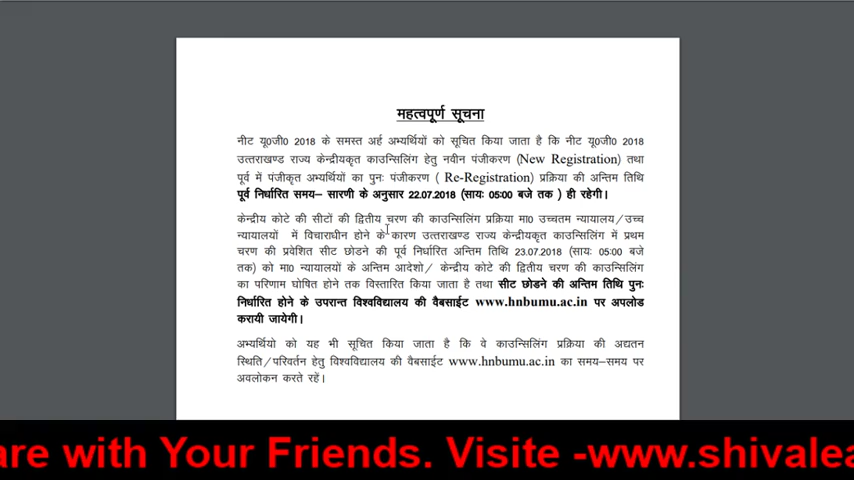 महत्वपूर्ण सूचना
नीट यू0जी0 2018 के समस्त अर्ह अभ्यर्थियों को सूचित किया जाता है कि नीट यू0जी0 2018
उत्तराखण्ड राज्य केन्द्रीयकृत काउन्सिलिंग हेतु नवीन पंजीकरण (New Registration) तथा
पूर्व में पंजीकृत अभ्यर्थियों का पुनः पंजीकरण ( Re-Registration) प्रक्रिया की अन्तिम तिथि
पूर्व निर्धारित समय– सारणी के अनुसार 22.07.2018 (सायः 05:00 बजे तक ) ही रहेगी।
केन्द्रीय कोटे की सीटों की द्वितीय चरण की काउन्सिलिंग प्रक्रिया मा0 उच्चतम न्यायालय/उच्च
न्यायालयों में विचाराधीन होने के कारण उत्तराखण्ड राज्य केन्द्रीयकृत काउन्सिलिंग में प्रथम
चरण की प्रवेशित सीट छोडने की पूर्व निर्धारित अन्तिम तिथि 23.07.2018 (सायः 05:00 बजे
तक) को मा0 न्यायालयों के अन्तिम आदेशो/ केन्द्रीय कोटे की द्वितीय चरण की काउन्सिलिंग
का परिणाम घोषित होने तक विस्तारित किया जाता है तथा सीट छोडने की अन्तिम तिथि पुनः
निर्धारित होने के उपरान्त विश्वविद्यालय की वैबसाईट www.hnbumu.ac.in पर अपलोड
करायी जायेगी।
अभ्यर्थियो को यह भी सूचित किया जाता है कि वे काउन्सिलिंग प्रक्रिया की अद्यतन
स्थिति/परिवर्तन हेतु विश्वविद्यालय की वैबसाईट www.hnbumu.ac.in का समय–समय पर
अवलोकन करते रहें।
are with Your Friends. Visite -www.shivalea